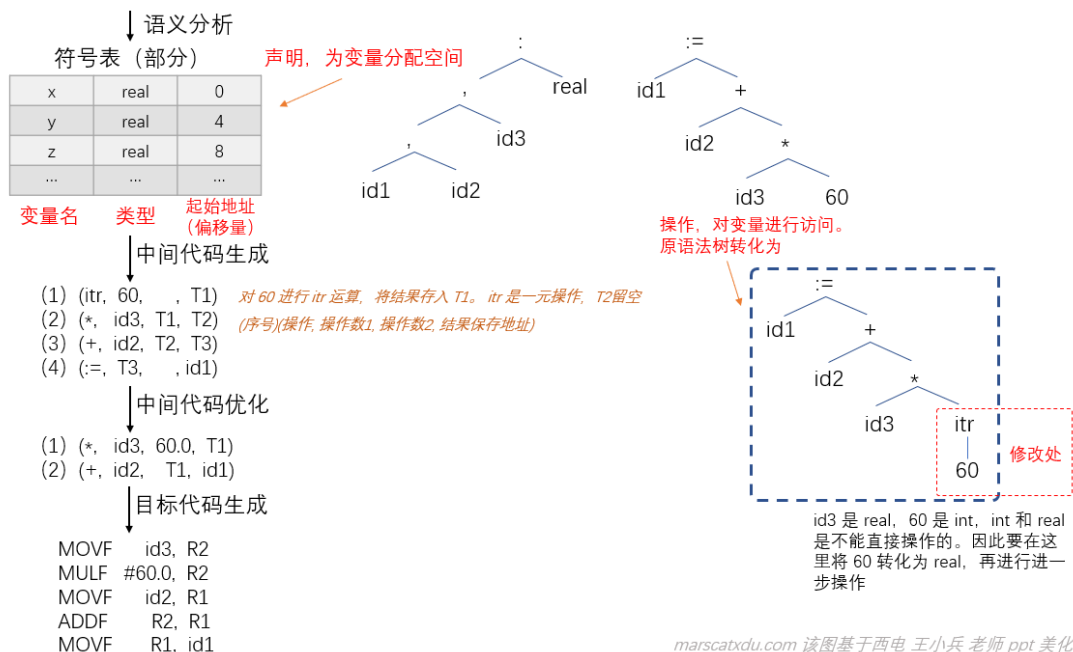 语义分析
符号表（部分）
x real 0
y real 4
z real 8
... ... ...
变量名 类型 起始地址
（偏移量）
声明，为变量分配空间
:
, real
, id3
id1 id2
:=
id1 +
id2 *
id3 60
操作，对变量进行访问。
原语法树转化为
:=
id1 +
id2 *
id3 itr
60
修改处
id3 是 real，60 是 int，int 和 real
是不能直接操作的。因此要在这
里将 60 转化为 real，再进行进一
步操作
中间代码生成
（1）(itr, 60, , T1)
（2）(*, id3, T1, T2)
（3）(+, id2, T2, T3)
（4）(:=, T3, , id1)
对 60 进行 itr 运算，将结果存入 T1。 itr 是一元操作，T2留空
(序号)(操作, 操作数1, 操作数2, 结果保存地址)
中间代码优化
（1）(*, id3, 60.0, T1)
（2）(+, id2, T1, id1)
目标代码生成
MOVF id3, R2
MULF #60.0, R2
MOVF id2, R1
ADDF R2, R1
MOVF R1, id1
marscatxdu.com 该图基于西电 王小兵 老师 ppt 美化